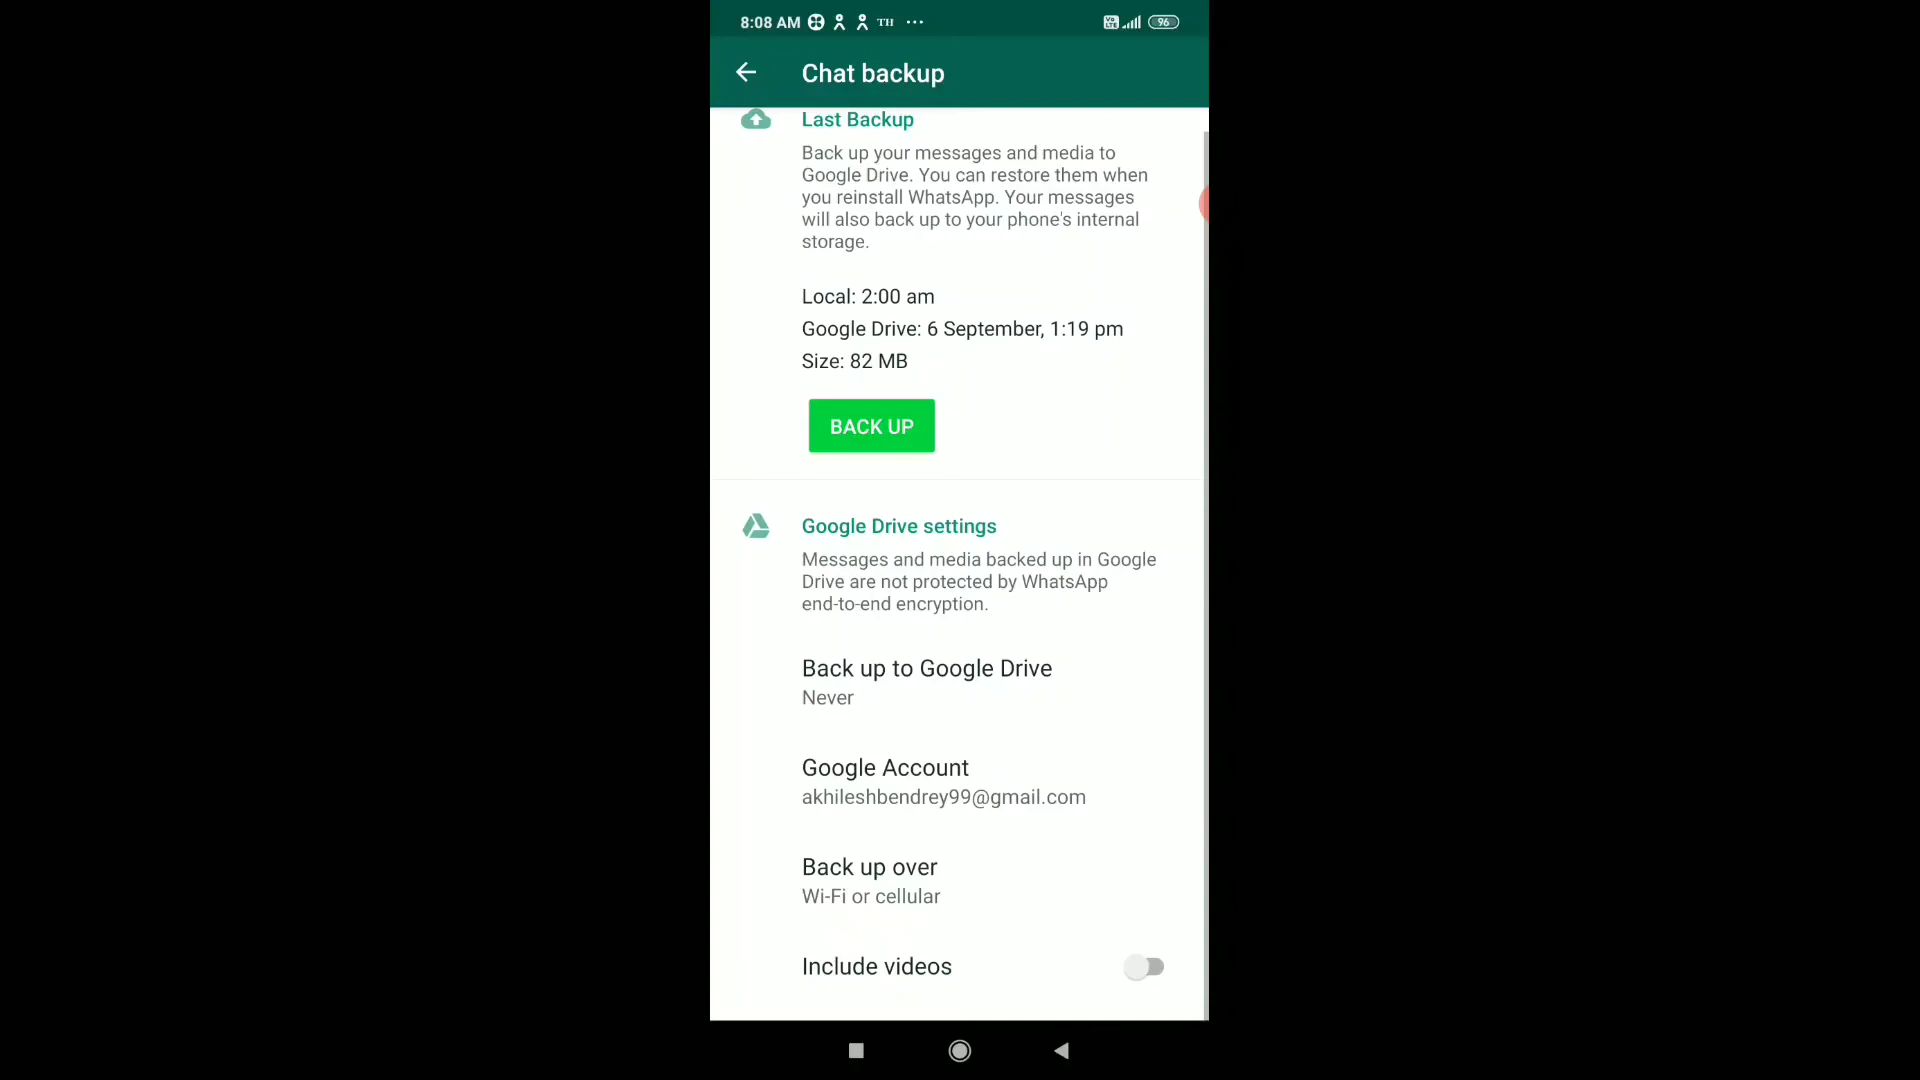 8:08 AM TH ... Vo LTE 96
Chat backup
Last Backup
Back up your messages and media to
Google Drive. You can restore them when
you reinstall WhatsApp. Your messages
will also back up to your phone's internal
storage.
Local: 2:00 am
Google Drive: 6 September, 1:19 pm
Size: 82 MB
BACK UP
Google Drive settings
Messages and media backed up in Google
Drive are not protected by WhatsApp
end-to-end encryption.
Back up to Google Drive
Never
Google Account
akhileshbendrey99@gmail.com
Back up over
Wi-Fi or cellular
Include videos